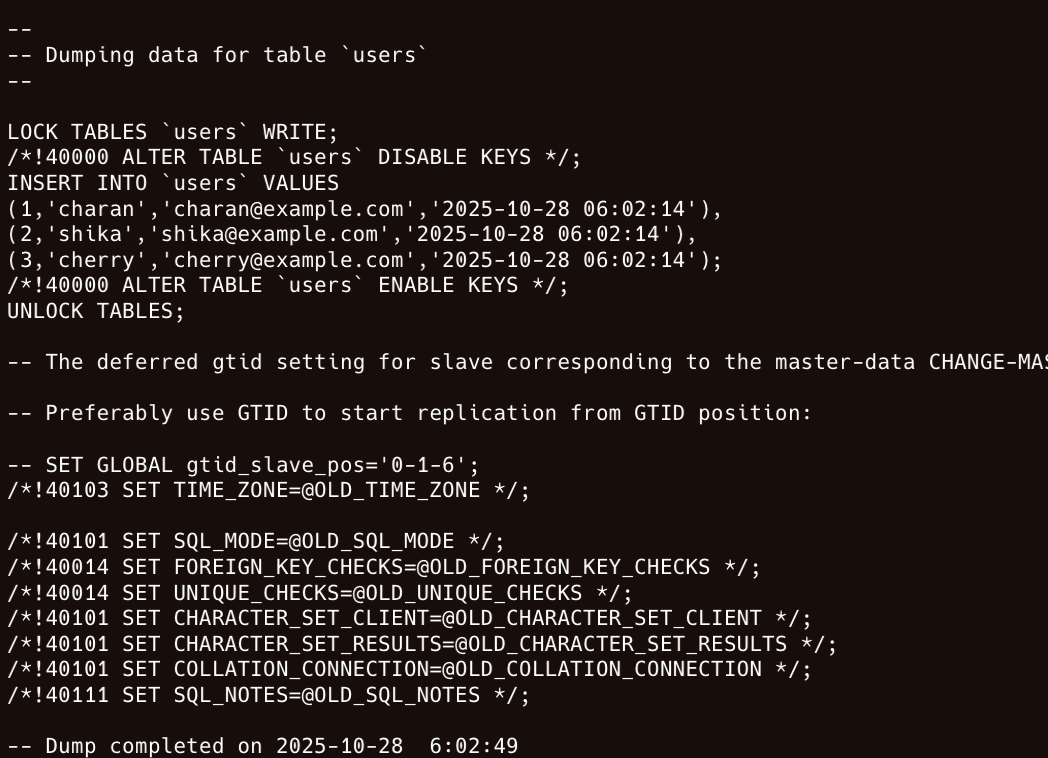 --
-- Dumping data for table `users`
--
LOCK TABLES `users` WRITE;
/*!40000 ALTER TABLE `users` DISABLE KEYS */;
INSERT INTO `users` VALUES
(1,'charan','charan@example.com','2025-10-28 06:02:14'),
(2,'shika','shika@example.com','2025-10-28 06:02:14'),
(3,'cherry','cherry@example.com','2025-10-28 06:02:14');
/*!40000 ALTER TABLE `users` ENABLE KEYS */;
UNLOCK TABLES;
-- The deferred gtid setting for slave corresponding to the master-data CHANGE-MAS
-- Preferably use GTID to start replication from GTID position:
-- SET GLOBAL gtid_slave_pos='0-1-6';
/*!40103 SET TIME_ZONE=@OLD_TIME_ZONE */;
/*!40101 SET SQL_MODE=@OLD_SQL_MODE */;
/*!40014 SET FOREIGN_KEY_CHECKS=@OLD_FOREIGN_KEY_CHECKS */;
/*!40014 SET UNIQUE_CHECKS=@OLD_UNIQUE_CHECKS */;
/*!40101 SET CHARACTER_SET_CLIENT=@OLD_CHARACTER_SET_CLIENT */;
/*!40101 SET CHARACTER_SET_RESULTS=@OLD_CHARACTER_SET_RESULTS */;
/*!40101 SET COLLATION_CONNECTION=@OLD_COLLATION_CONNECTION */;
/*!40111 SET SQL_NOTES=@OLD_SQL_NOTES */;
-- Dump completed on 2025-10-28  6:02:49